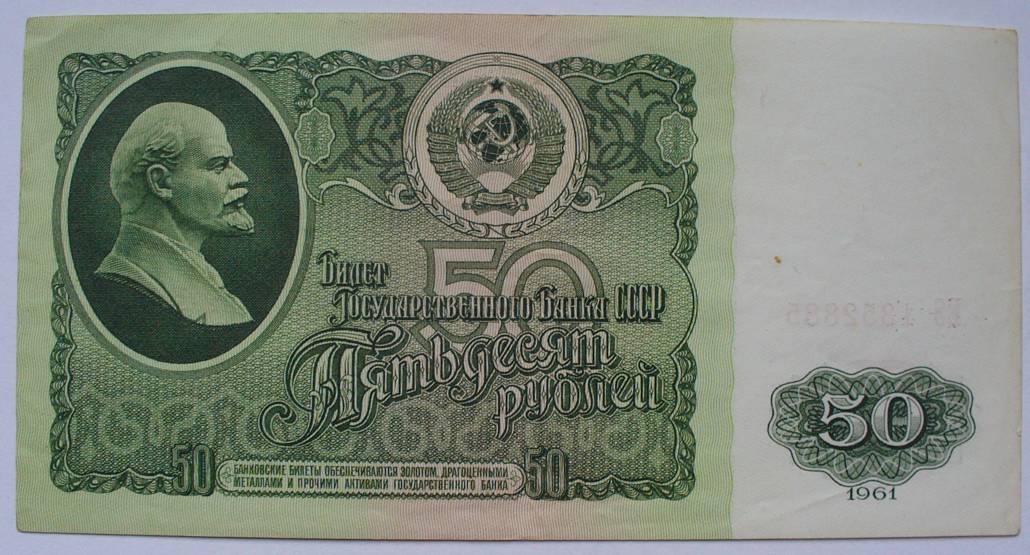 50
Билет
Государственного Банка СССР
Пятьдесят
рублей
50 50
БАНКОВСКИЕ БИЛЕТЫ ОБЕСПЕЧИВАЮТСЯ ЗОЛОТОМ, ДРАГОЦЕННЫМИ
МЕТАЛЛАМИ И ПРОЧИМИ АКТИВАМИ ГОСУДАРСТВЕННОГО БАНКА
50
1961